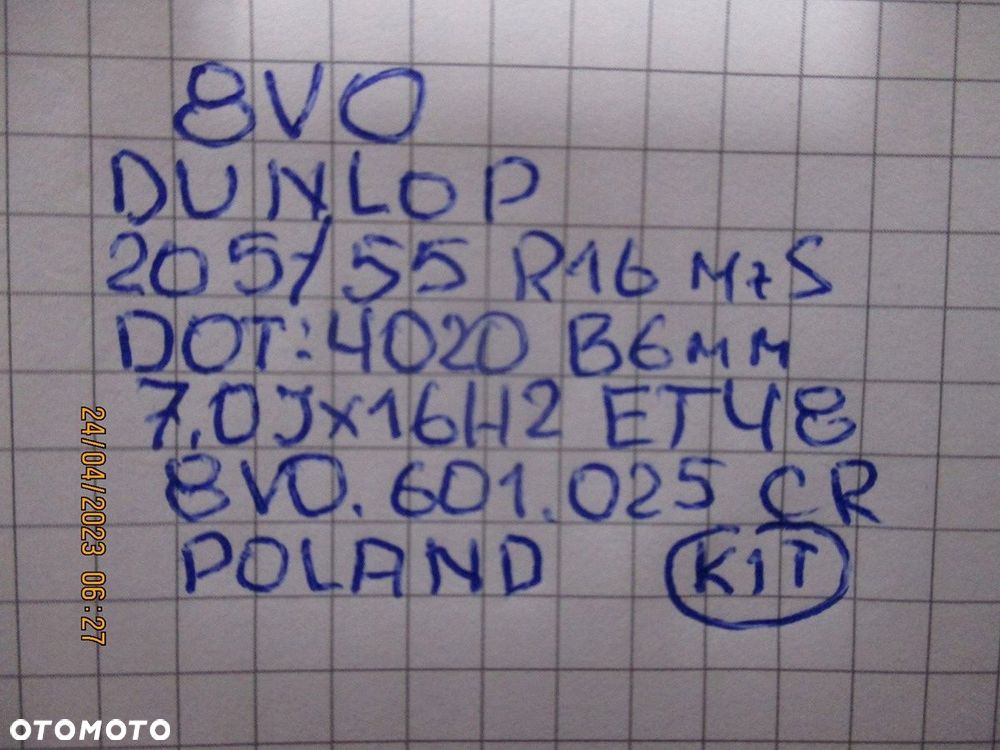 8VO
DUNLOP
205/55 R16 M+S
DOT: 4020 B6mm
7.0Jx16H2 ET48
8VO.601.025 CR
POLAND KIT
24/04/2023 06:27
OTOMOTO